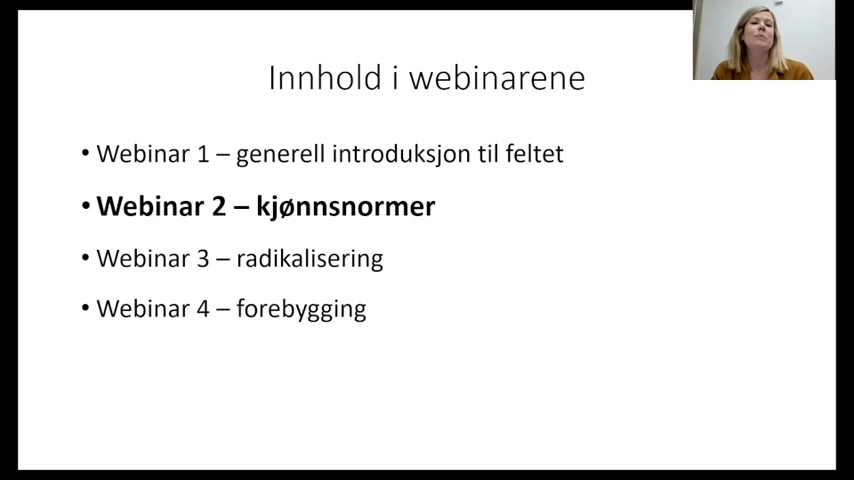 Innhold i webinarene
• Webinar 1 – generell introduksjon til feltet
• Webinar 2 – kjønnsnormer
• Webinar 3 – radikalisering
• Webinar 4 – forebygging